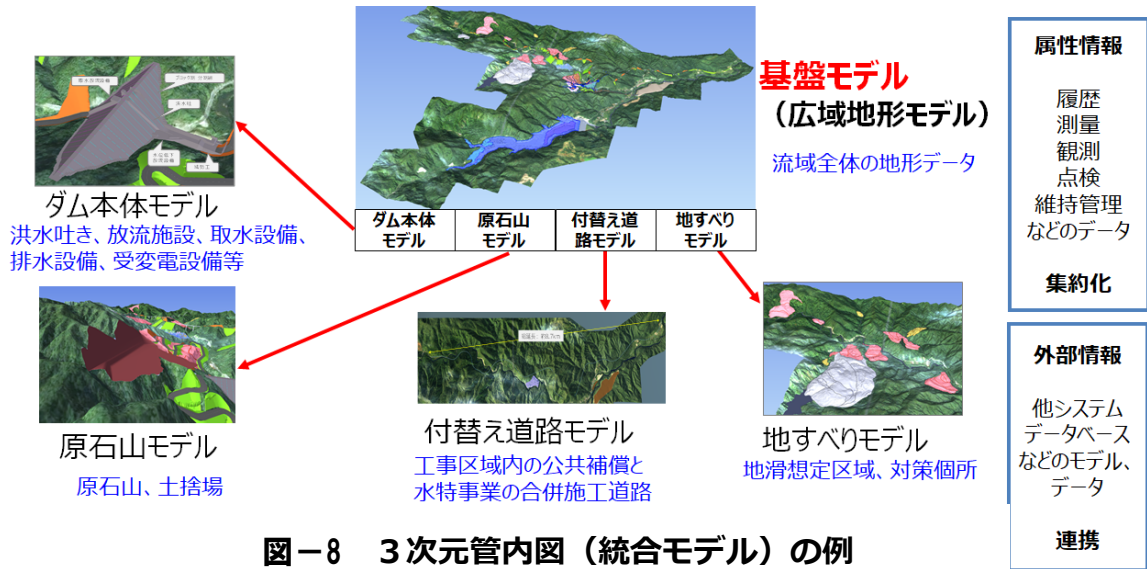 基盤モデル
（広域地形モデル）
流域全体の地形データ
ダム本体
モデル
原石山
モデル
付替え道
路モデル
地すべり
モデル
ダム本体モデル
洪水吐き、放流施設、取水設備、
排水設備、受変電設備等
原石山モデル
原石山、土捨場
付替え道路モデル
工事区域内の公共補償と
水特事業の合併施工道路
地すべりモデル
地滑想定区域、対策個所
属性情報
履歴
測量
観測
点検
維持管理
などのデータ
集約化
外部情報
他システム
データベース
などのモデル、
データ
連携
図－8　３次元管内図（統合モデル）の例